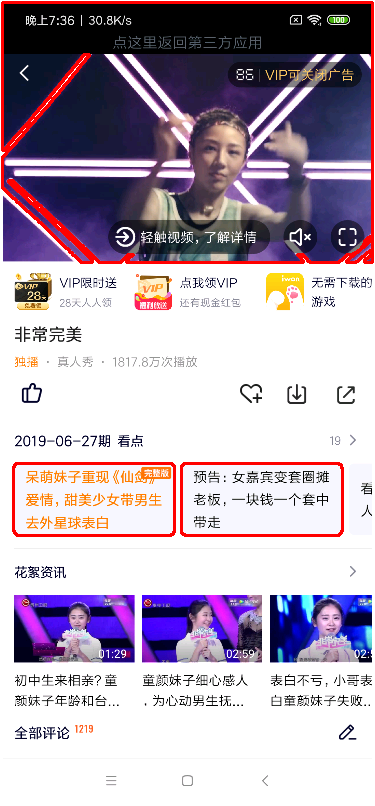 晚上7:36 | 30.8K/s
点这里返回第三方应用
86 | VIP可关闭广告
轻触视频，了解详情
VIP
28天
VIP限时送
28天人人领
VIP
点我领VIP
还有现金红包
iwan
无需下载的
游戏
非常完美
独播 · 真人秀 · 1817.8万次播放
2019-06-27期 看点
19
呆萌妹子重现《仙剑》
完整版
爱情，甜美少女带男生
去外星球表白
预告：女嘉宾变套圈摊
老板，一块钱一个套中
带走
看
人
花絮资讯
01:29
02:59
02:59
初中生来相亲？童
颜妹子年龄和台...
童颜妹子细心感人
，为心动男生抚...
表白不亏，小哥表
白童颜妹子失败...
全部评论 1219